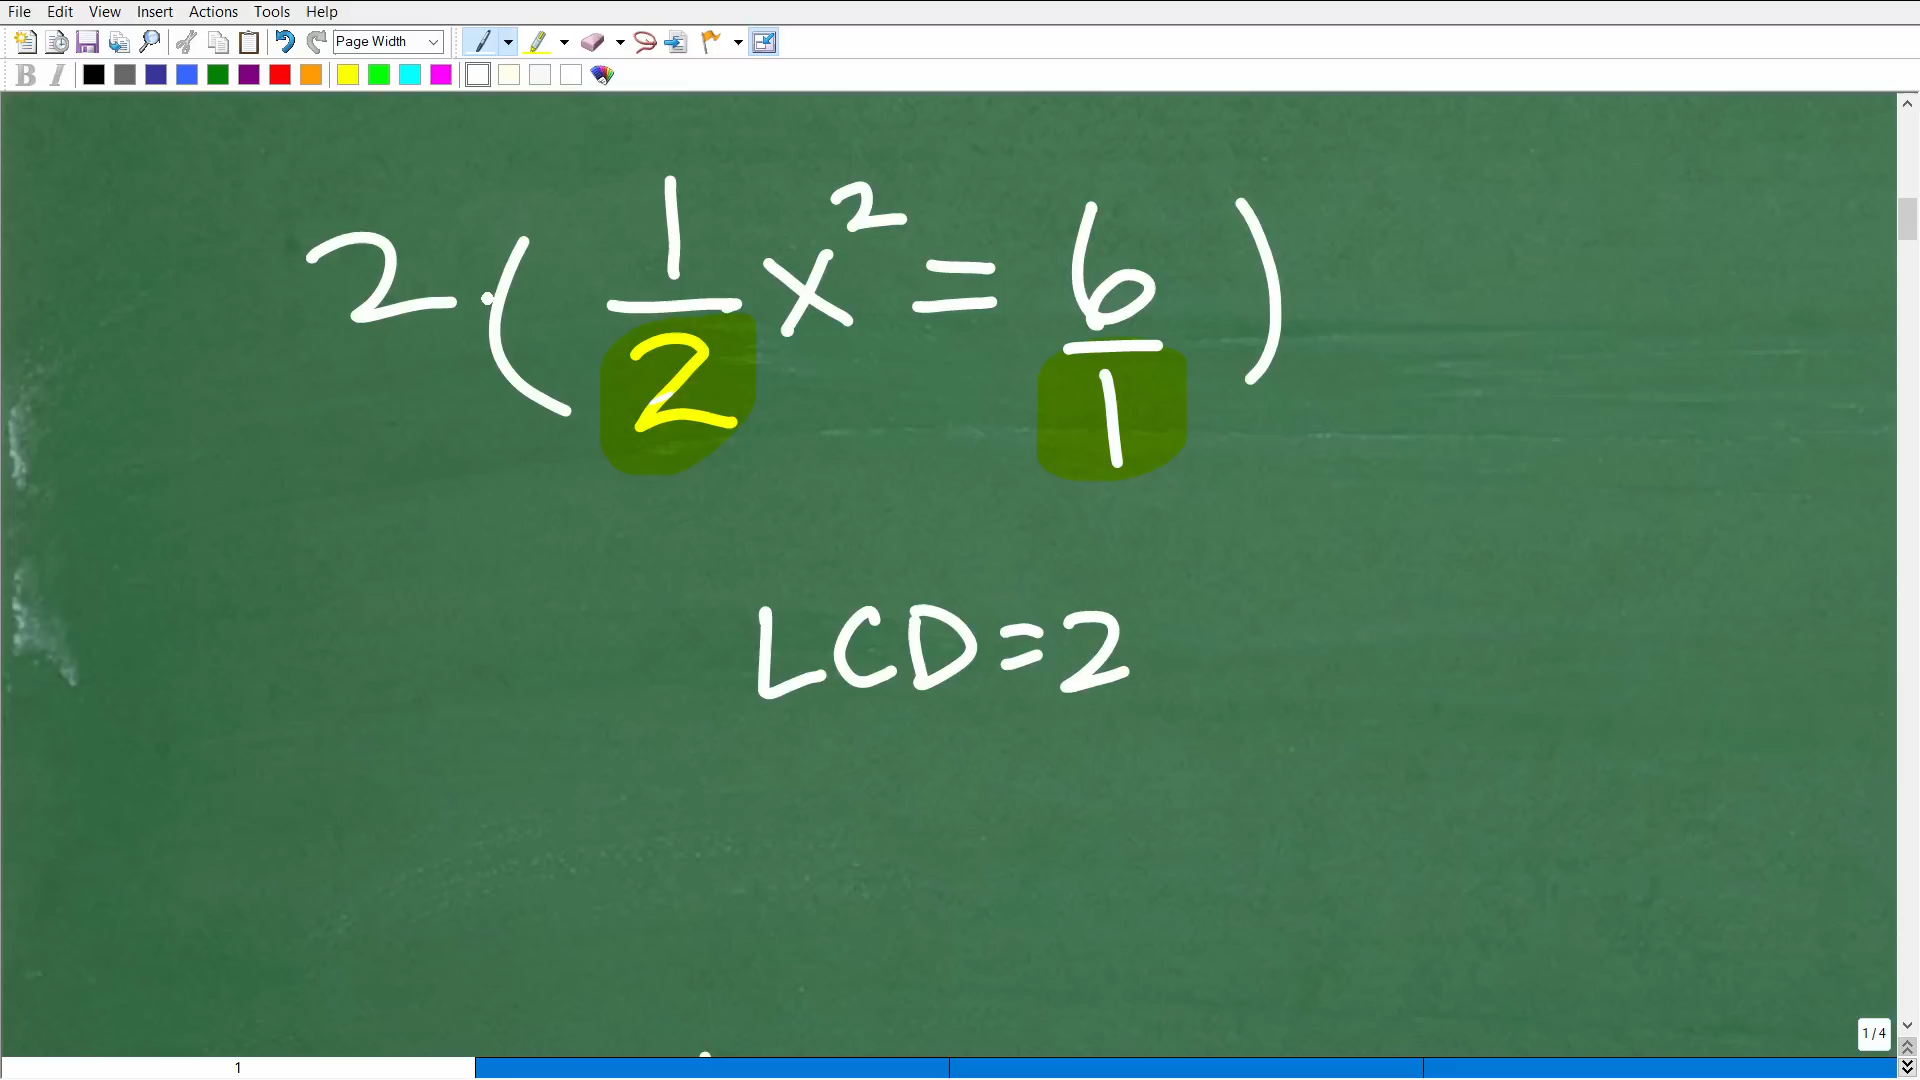 File Edit View Insert Actions Tools Help
Page Width
B I
2 ( 1/2 x² = 6/1 )
LCD=2
1 / 4
1